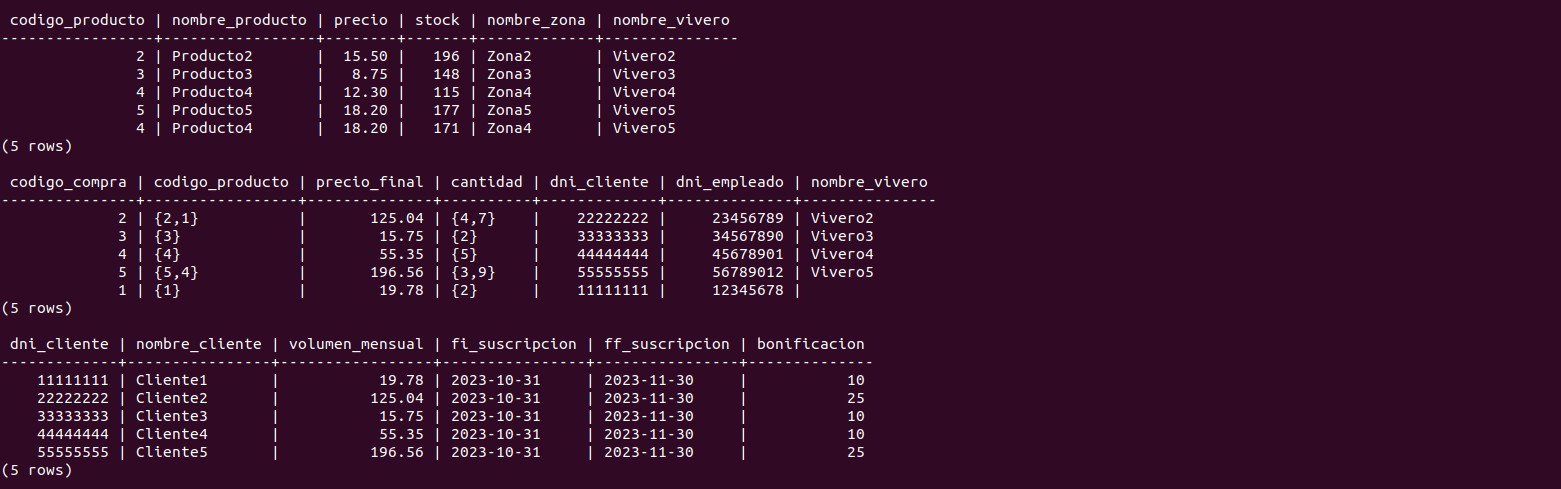 codigo_producto | nombre_producto | precio | stock | nombre_zona | nombre_vivero
-----------------+-----------------+--------+-------+-------------+---------------
               2 | Producto2       |  15.50 |   196 | Zona2       | Vivero2
               3 | Producto3       |   8.75 |   148 | Zona3       | Vivero3
               4 | Producto4       |  12.30 |   115 | Zona4       | Vivero4
               5 | Producto5       |  18.20 |   177 | Zona5       | Vivero5
               4 | Producto4       |  18.20 |   171 | Zona4       | Vivero5
(5 rows)

 codigo_compra | codigo_producto | precio_final | cantidad | dni_cliente | dni_empleado | nombre_vivero
---------------+-----------------+--------------+----------+-------------+--------------+---------------
             2 | {2,1}           |       125.04 | {4,7}    |    22222222 |     23456789 | Vivero2
             3 | {3}             |        15.75 | {2}      |    33333333 |     34567890 | Vivero3
             4 | {4}             |        55.35 | {5}      |    44444444 |     45678901 | Vivero4
             5 | {5,4}           |       196.56 | {3,9}    |    55555555 |     56789012 | Vivero5
             1 | {1}             |        19.78 | {2}      |    11111111 |     12345678 |
(5 rows)

 dni_cliente | nombre_cliente | volumen_mensual | fi_suscripcion | ff_suscripcion | bonificacion
-------------+----------------+-----------------+----------------+----------------+--------------
    11111111 | Cliente1       |           19.78 | 2023-10-31     | 2023-11-30     |           10
    22222222 | Cliente2       |          125.04 | 2023-10-31     | 2023-11-30     |           25
    33333333 | Cliente3       |           15.75 | 2023-10-31     | 2023-11-30     |           10
    44444444 | Cliente4       |           55.35 | 2023-10-31     | 2023-11-30     |           10
    55555555 | Cliente5       |          196.56 | 2023-10-31     | 2023-11-30     |           25
(5 rows)